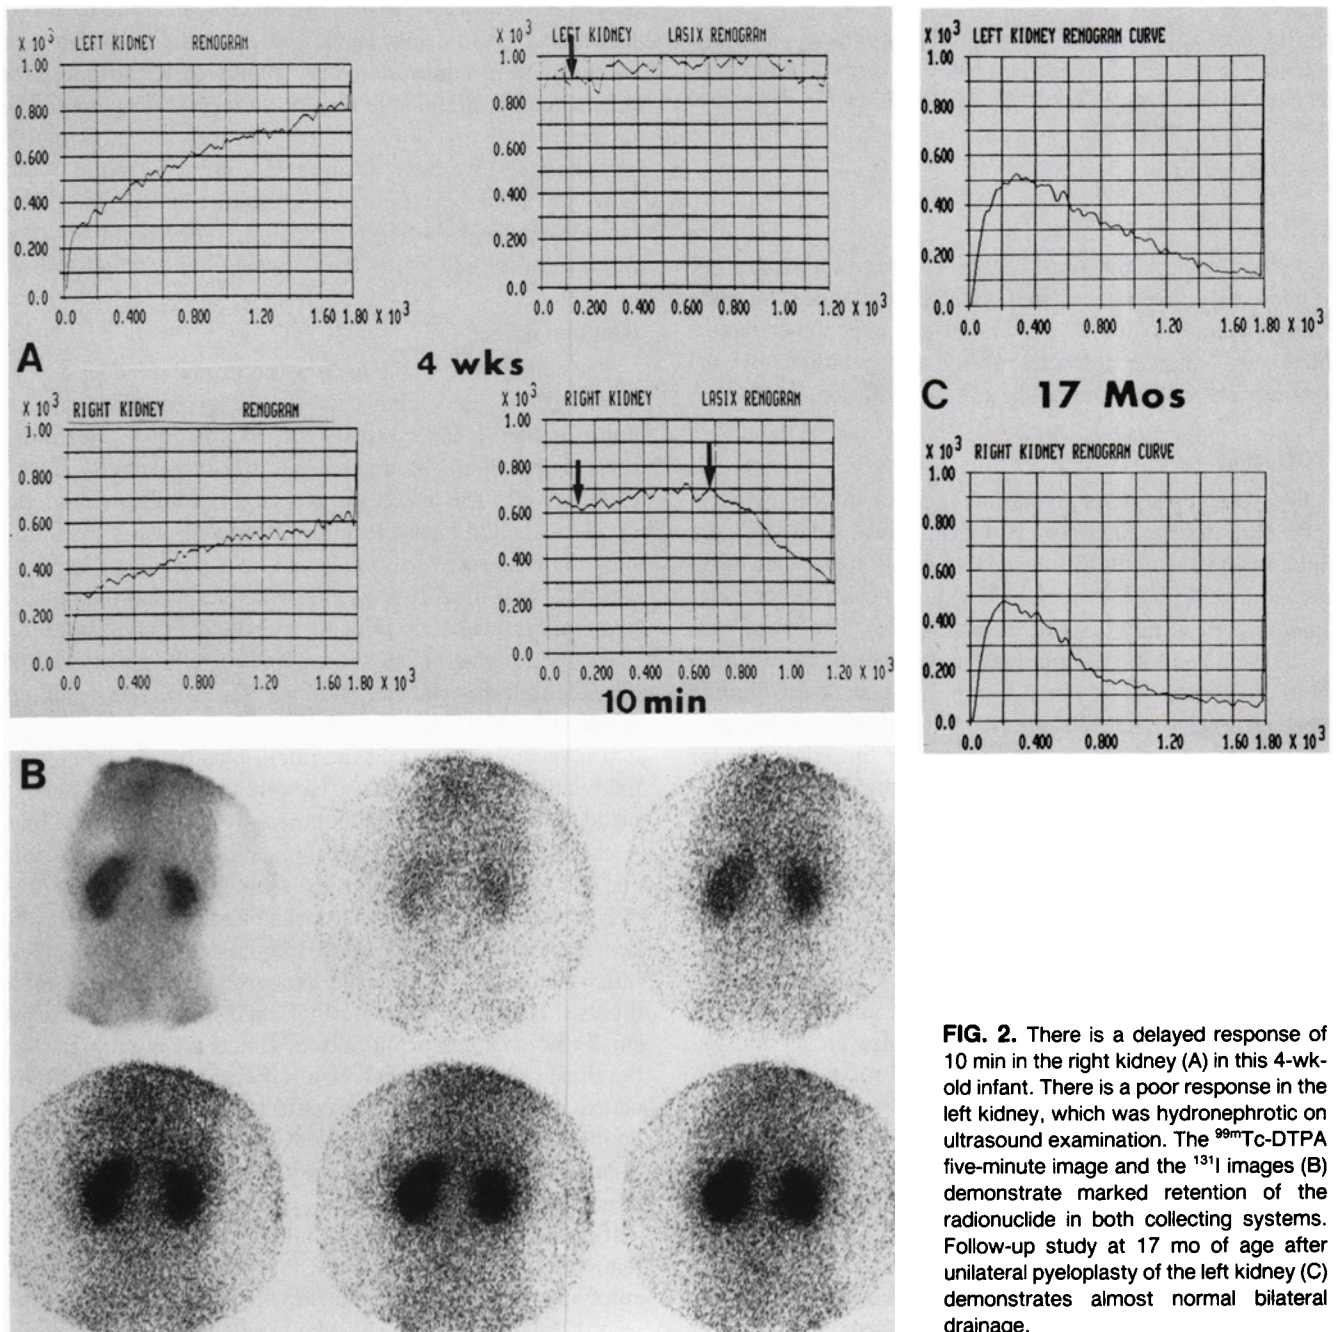 X 10³ LEFT KIDNEY RENOGRAM
1.00
0.800
0.600
0.400
0.200
0.0
0.0 0.400 0.800 1.20 1.60 1.80 X 10³
X 10³ LEFT KIDNEY LASIX RENOGRAM
1.00
0.800
0.600
0.400
0.200
0.0
0.0 0.200 0.400 0.600 0.800 1.00 1.20 X 10³
A 4 wks
X 10³ RIGHT KIDNEY RENOGRAM
1.00
0.800
0.600
0.400
0.200
0.0
0.0 0.400 0.800 1.20 1.60 1.80 X 10³
X 10³ RIGHT KIDNEY LASIX RENOGRAM
1.00
0.800
0.600
0.400
0.200
0.0
0.0 0.200 0.400 0.600 0.800 1.00 1.20 X 10³
10 min
X 10³ LEFT KIDNEY RENOGRAM CURVE
1.00
0.800
0.600
0.400
0.200
0.0
0.0 0.400 0.800 1.20 1.60 1.80 X 10³
C 17 Mos
X 10³ RIGHT KIDNEY RENOGRAM CURVE
1.00
0.800
0.600
0.400
0.200
0.0
0.0 0.400 0.800 1.20 1.60 1.80 X 10³
B
FIG. 2. There is a delayed response of
10 min in the right kidney (A) in this 4-wk-
old infant. There is a poor response in the
left kidney, which was hydronephrotic on
ultrasound examination. The ⁹⁹ᵐTc-DTPA
five-minute image and the ¹³¹I images (B)
demonstrate marked retention of the
radionuclide in both collecting systems.
Follow-up study at 17 mo of age after
unilateral pyeloplasty of the left kidney (C)
demonstrates almost normal bilateral
drainage.